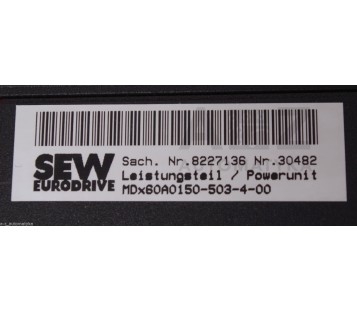 SEW
EURODRIVE
Sach. Nr.8227136 Nr.30482
Leistungsteil / Powerunit
MDx60A0150-503-4-00